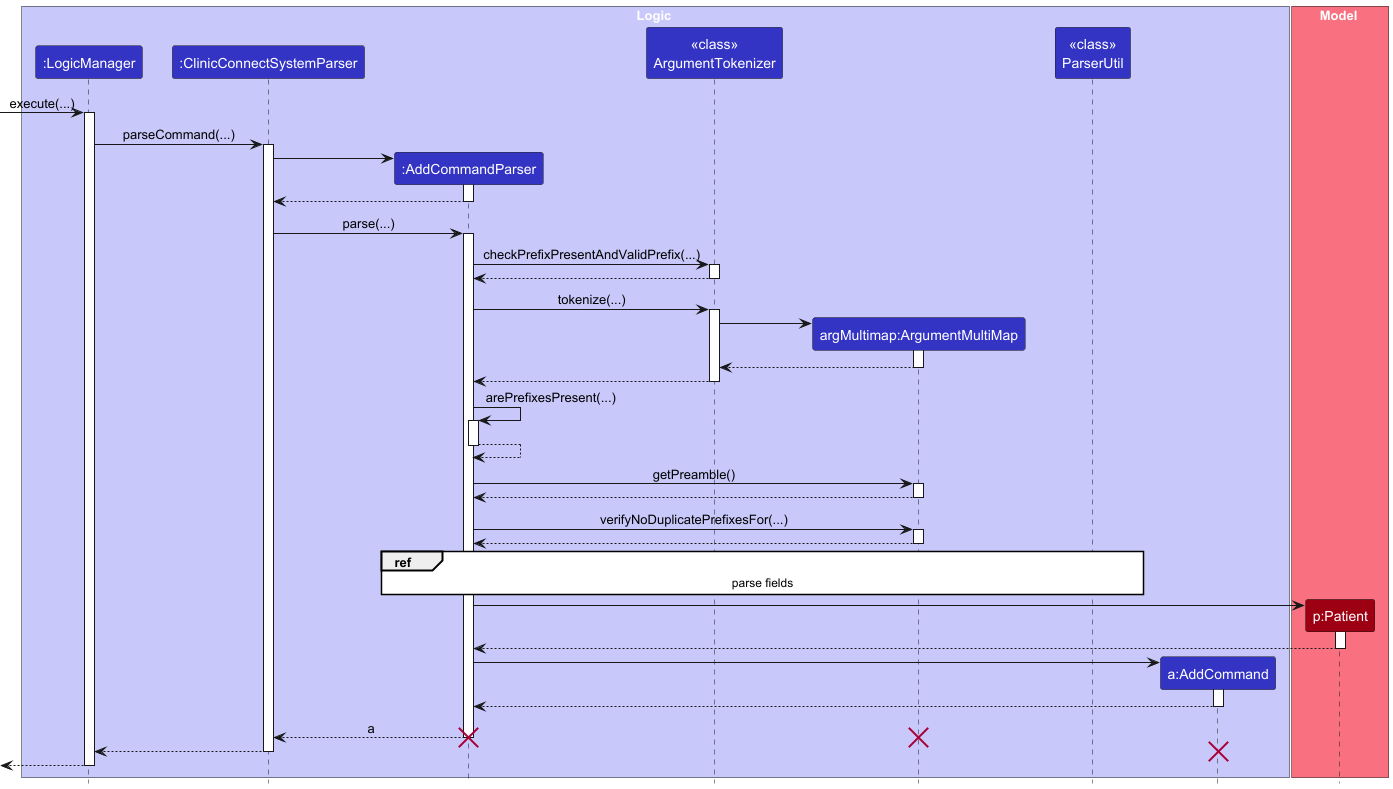 Logic
Model
«class»
ArgumentTokenizer
«class»
ParserUtil
:LogicManager
:ClinicConnectSystemParser
execute(...)
parseCommand(...)
:AddCommandParser
parse(...)
checkPrefixPresentAndValidPrefix(...)
tokenize(...)
argMultimap:ArgumentMultiMap
arePrefixesPresent(...)
getPreamble()
verifyNoDuplicatePrefixesFor(...)
ref
parse fields
p:Patient
a:AddCommand
a